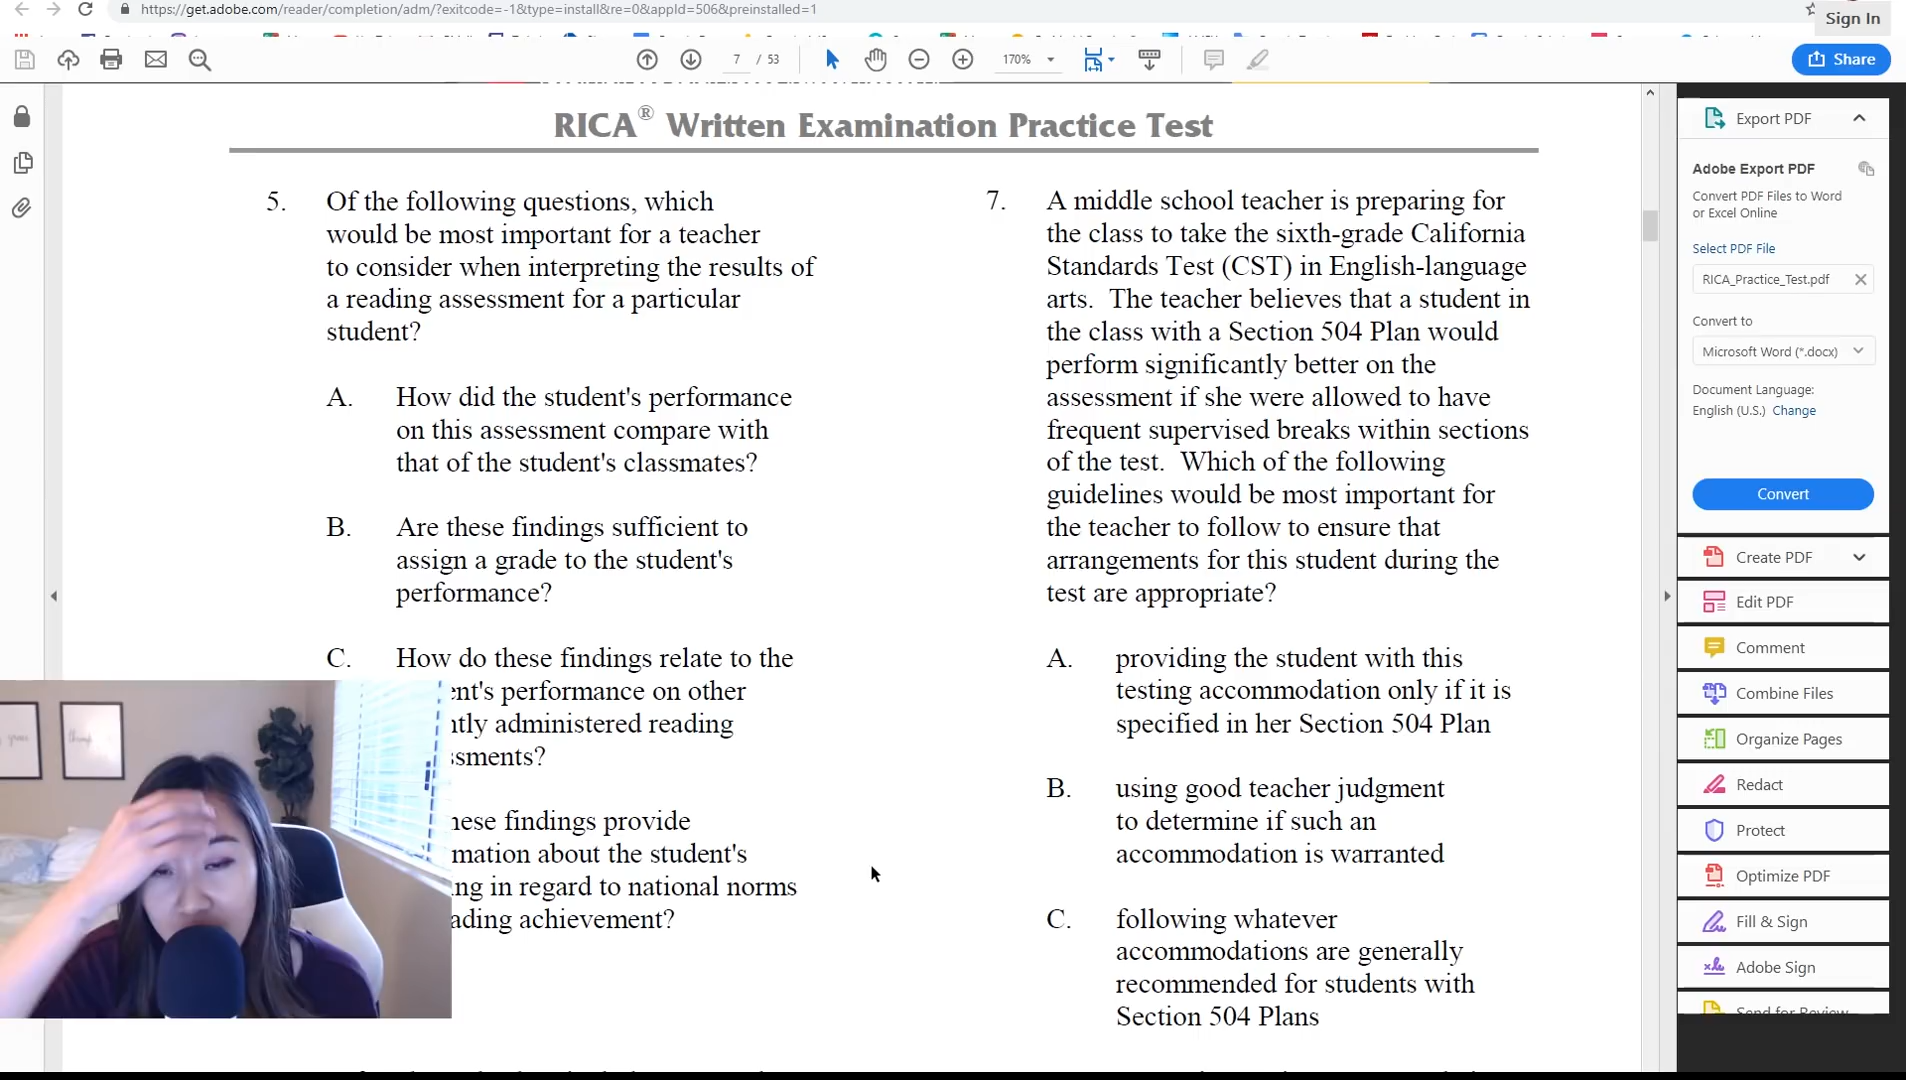 https://get.adobe.com/reader/completion/adm/?exitcode=-1&type=install&re=0&appId=506&preinstalled=1
Sign In
7 / 53
170%
Share
RICA® Written Examination Practice Test
5. Of the following questions, which
would be most important for a teacher
to consider when interpreting the results of
a reading assessment for a particular
student?
A. How did the student's performance
on this assessment compare with
that of the student's classmates?
B. Are these findings sufficient to
assign a grade to the student's
performance?
C. How do these findings relate to the
ent's performance on other
ntly administered reading
ssments?
hese findings provide
mation about the student's
ng in regard to national norms
ading achievement?
7. A middle school teacher is preparing for
the class to take the sixth-grade California
Standards Test (CST) in English-language
arts. The teacher believes that a student in
the class with a Section 504 Plan would
perform significantly better on the
assessment if she were allowed to have
frequent supervised breaks within sections
of the test. Which of the following
guidelines would be most important for
the teacher to follow to ensure that
arrangements for this student during the
test are appropriate?
A. providing the student with this
testing accommodation only if it is
specified in her Section 504 Plan
B. using good teacher judgment
to determine if such an
accommodation is warranted
C. following whatever
accommodations are generally
recommended for students with
Section 504 Plans
Export PDF
Adobe Export PDF
Convert PDF Files to Word
or Excel Online
Select PDF File
RICA_Practice_Test.pdf
Convert to
Microsoft Word (*.docx)
Document Language:
English (U.S.) Change
Convert
Create PDF
Edit PDF
Comment
Combine Files
Organize Pages
Redact
Protect
Optimize PDF
Fill & Sign
Adobe Sign
Send for Review